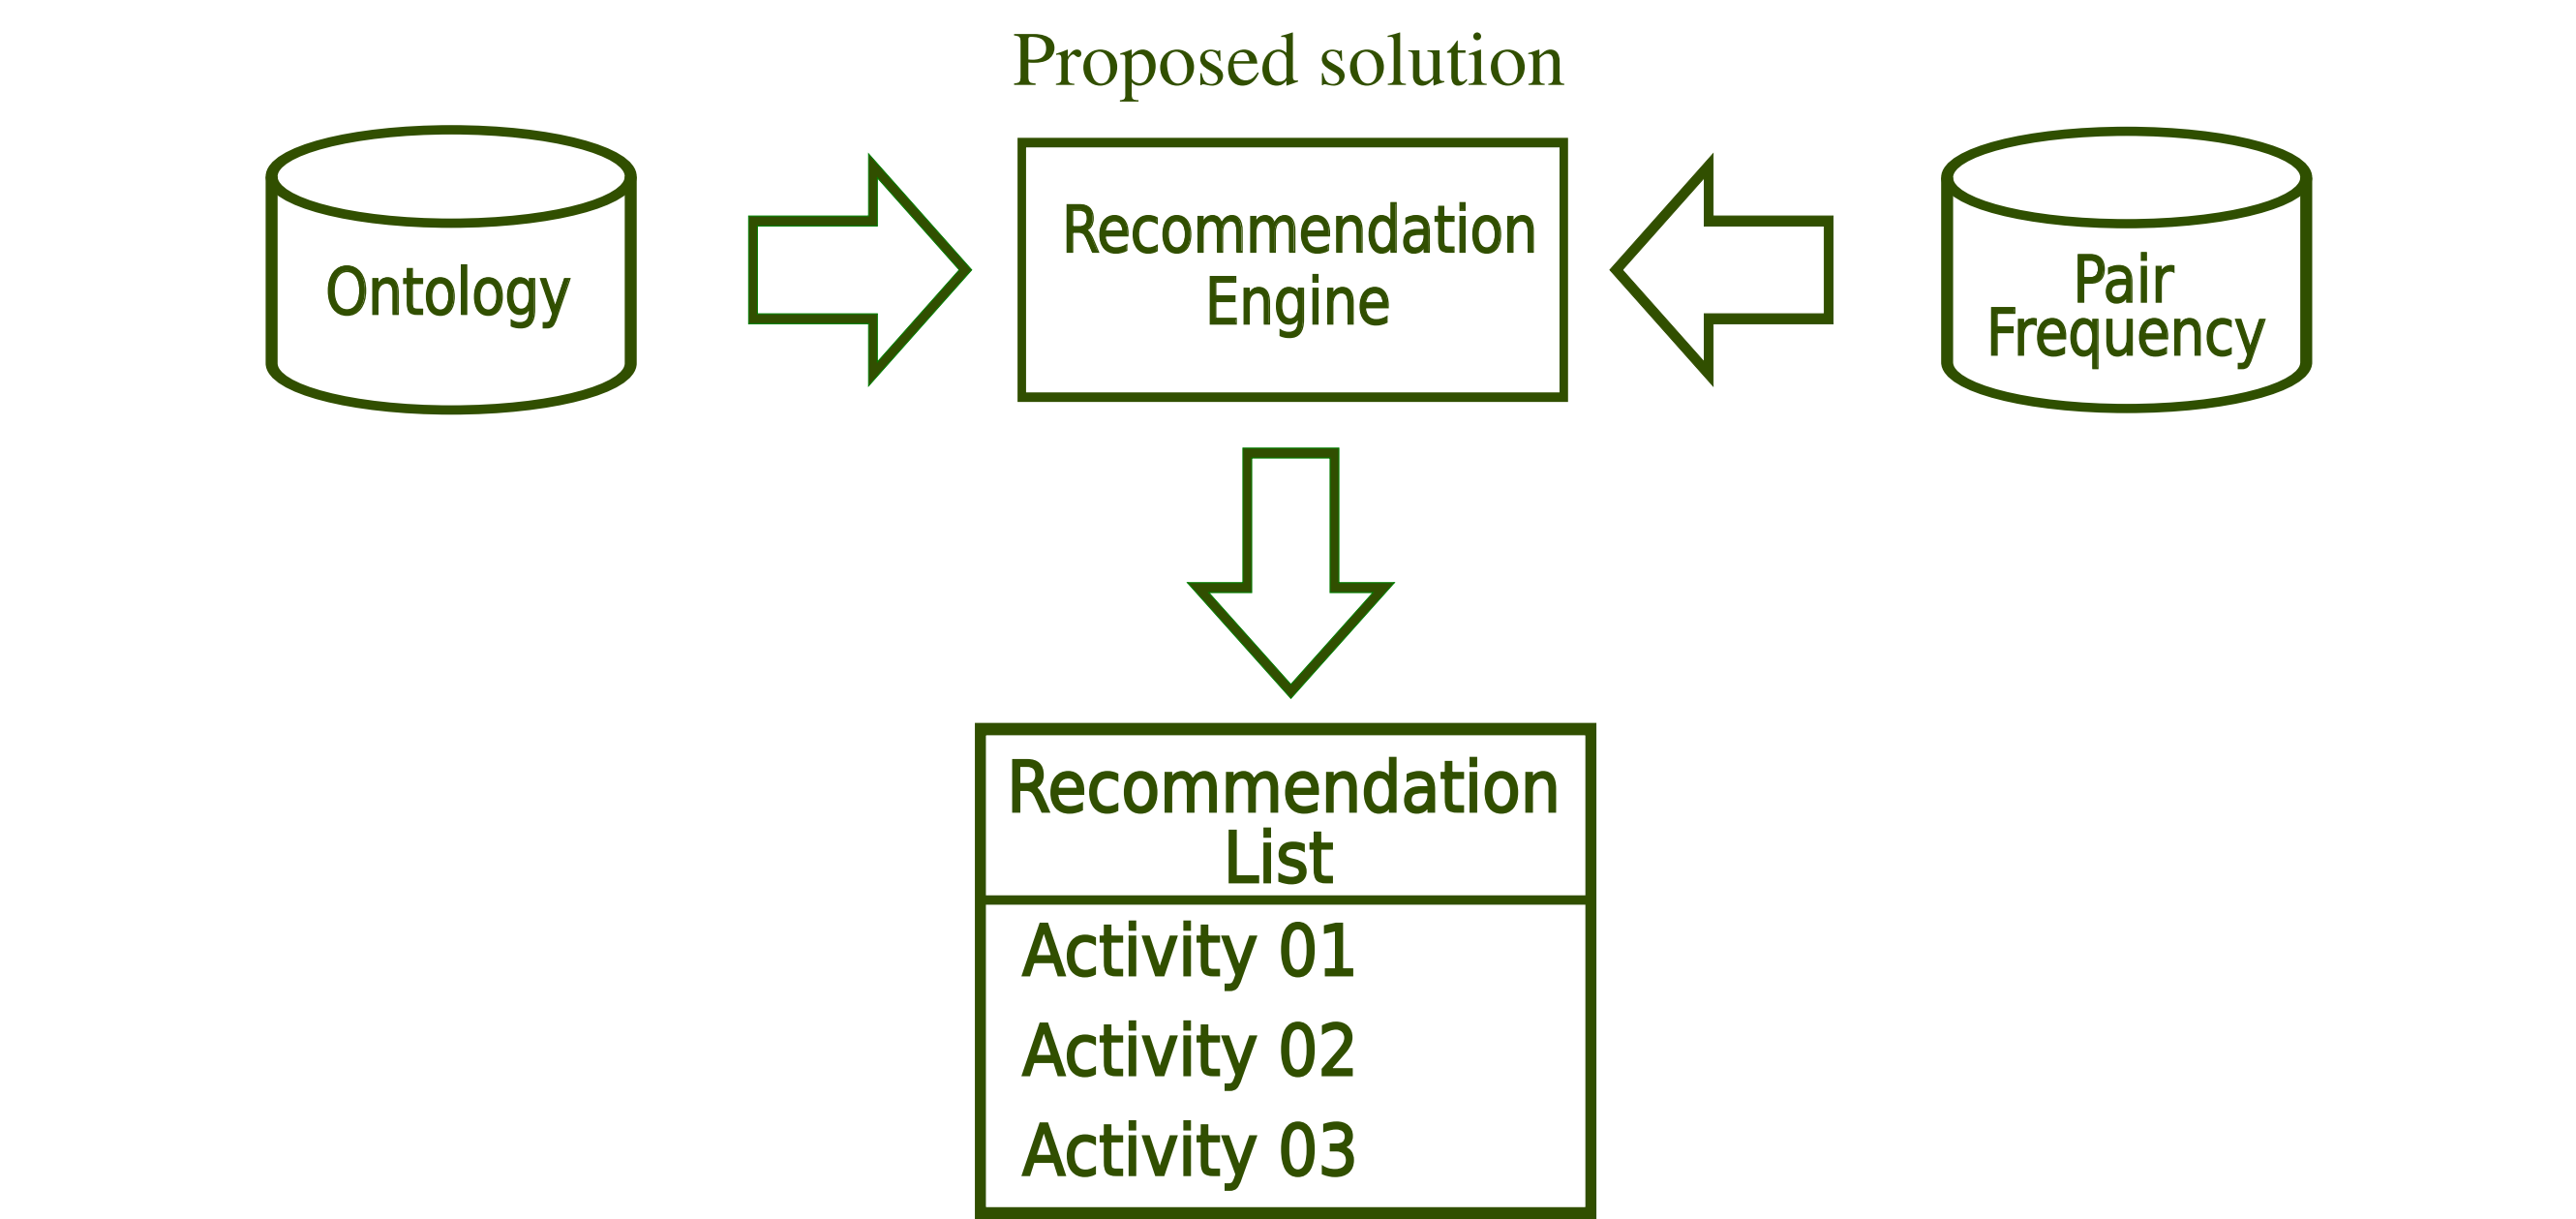 Proposed solution
Ontology
Recommendation
Engine
Pair
Frequency
Recommendation
List
Activity 01
Activity 02
Activity 03